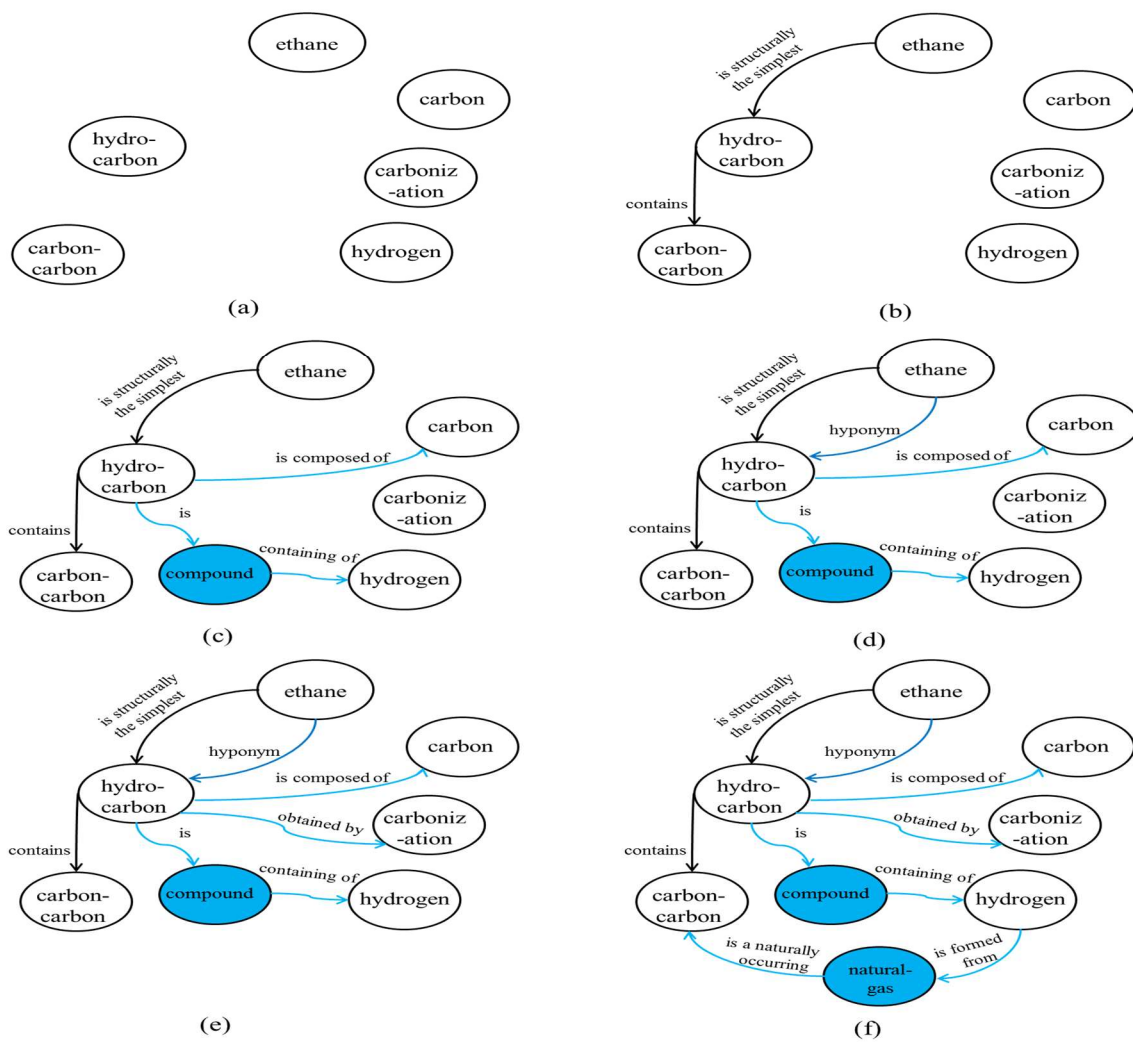 ethane
carbon
hydro-
carbon
carboniz
-ation
carbon-
carbon
hydrogen
(a)
is structurally
the simplest
ethane
carbon
hydro-
carbon
carboniz
-ation
contains
carbon-
carbon
hydrogen
(b)
is structurally
the simplest
ethane
carbon
hydro-
carbon
is composed of
carboniz
-ation
is
contains
containing of
carbon-
carbon
compound
hydrogen
(c)
is structurally
the simplest
ethane
hyponym
carbon
hydro-
carbon
is composed of
carboniz
-ation
is
contains
containing of
carbon-
carbon
compound
hydrogen
(d)
is structurally
the simplest
ethane
hyponym
carbon
hydro-
carbon
is composed of
obtained by
carboniz
-ation
is
contains
containing of
carbon-
carbon
compound
hydrogen
(e)
is structurally
the simplest
ethane
hyponym
carbon
hydro-
carbon
is composed of
obtained by
carboniz
-ation
is
contains
containing of
carbon-
carbon
compound
hydrogen
is a naturally
occurring
natural-
gas
is formed
from
(f)